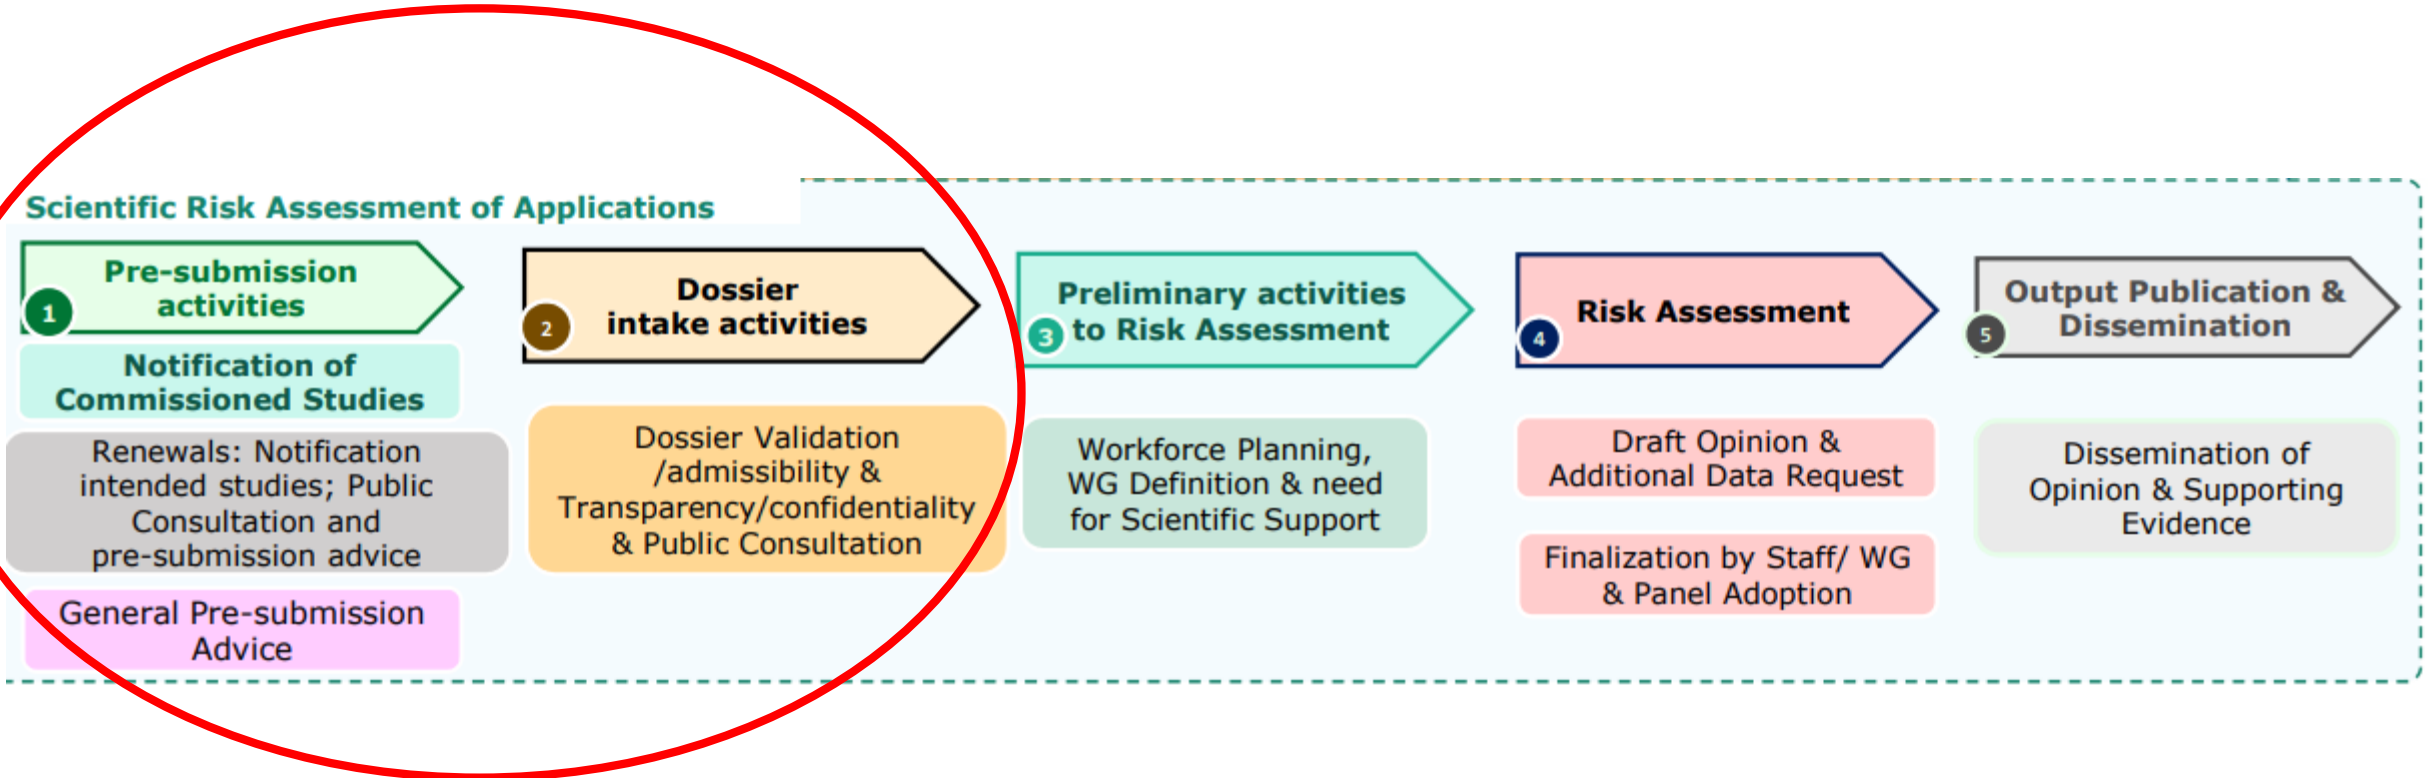 Scientific Risk Assessment of Applications
Pre-submission
activities
1
Notification of
Commissioned Studies
Renewals: Notification
intended studies; Public
Consultation and
pre-submission advice
General Pre-submission
Advice
Dossier
intake activities
2
Dossier Validation
/admissibility &
Transparency/confidentiality
& Public Consultation
Preliminary activities
to Risk Assessment
3
Workforce Planning,
WG Definition & need
for Scientific Support
Risk Assessment
4
Draft Opinion &
Additional Data Request
Finalization by Staff/ WG
& Panel Adoption
Output Publication &
Dissemination
5
Dissemination of
Opinion & Supporting
Evidence